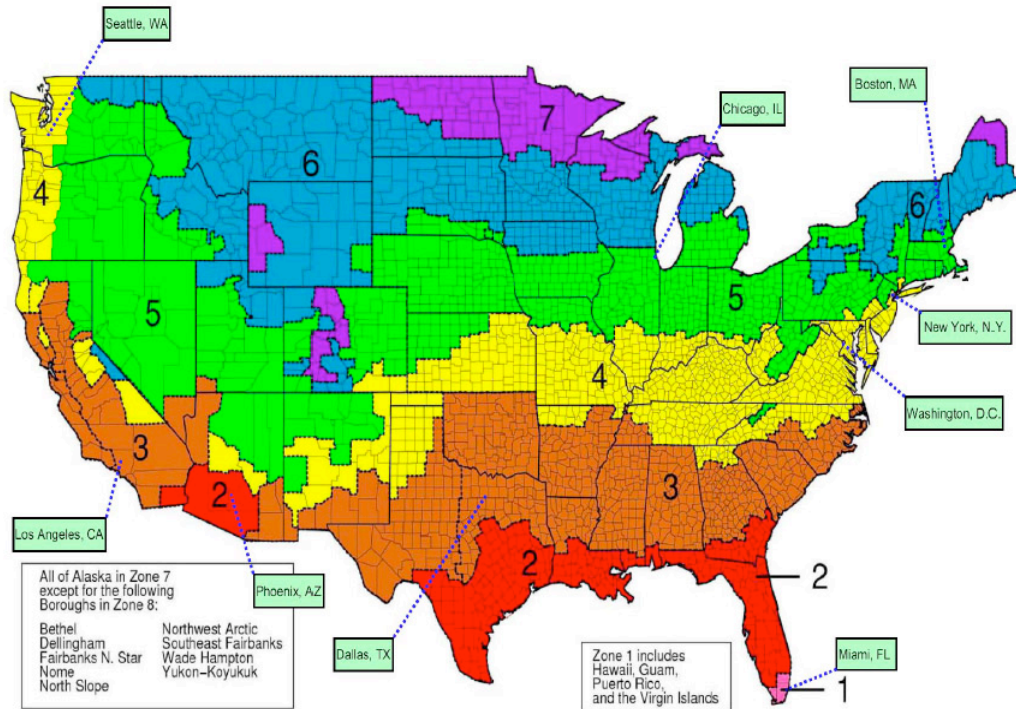 Seattle, WA
Boston, MA
Chicago, IL
7
6
4
6
5
5
New York, N.Y.
4
Washington, D.C.
3
3
2
Los Angeles, CA
2
2
All of Alaska in Zone 7
except for the following
Boroughs in Zone 8:
Phoenix, AZ
Bethel Northwest Arctic
Dellingham Southeast Fairbanks
Fairbanks N. Star Wade Hampton
Nome Yukon-Koyukuk
North Slope
Dallas, TX
Zone 1 includes
Hawaii, Guam,
Puerto Rico,
and the Virgin Islands
Miami, FL
1